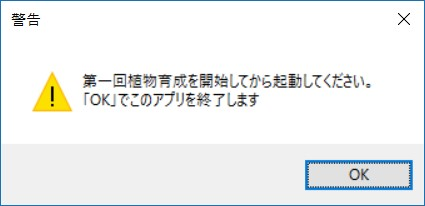 警告
第一回植物育成を開始してから起動してください。
「OK」でこのアプリを終了します
OK